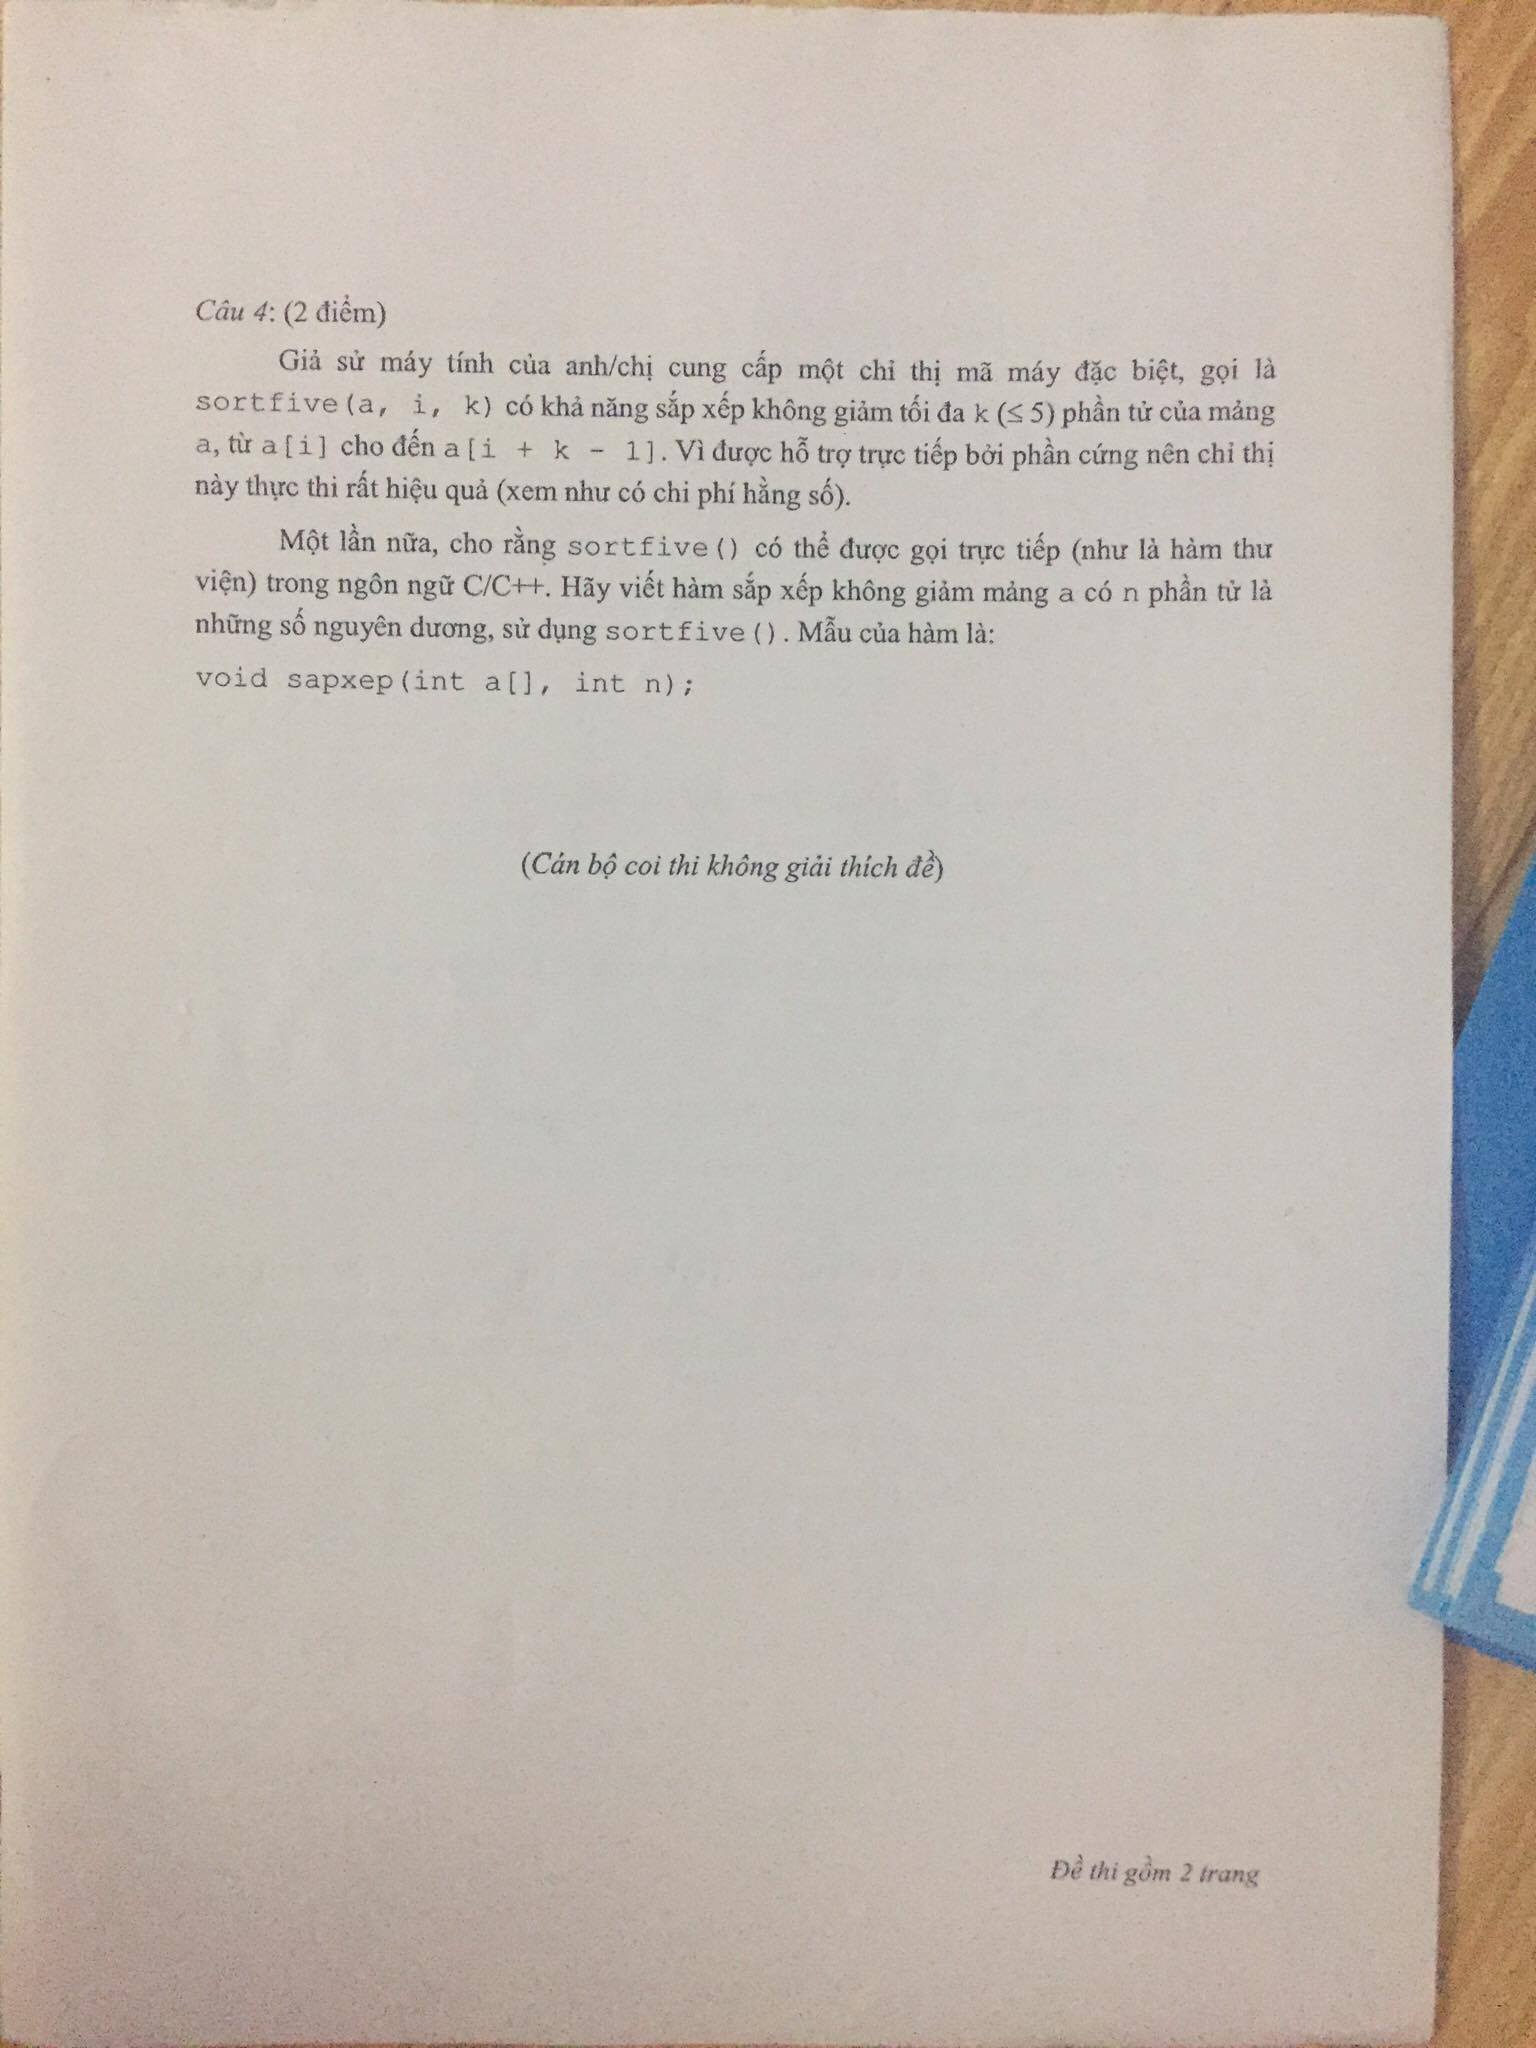 Câu 4: (2 điểm)
Giả sử máy tính của anh/chị cung cấp một chỉ thị mã máy đặc biệt, gọi là
sortfive(a, i, k) có khả năng sắp xếp không giảm tối đa k (≤ 5) phần tử của mảng
a, từ a[i] cho đến a[i + k - 1]. Vì được hỗ trợ trực tiếp bởi phần cứng nên chỉ thị
này thực thi rất hiệu quả (xem như có chi phí hằng số).
Một lần nữa, cho rằng sortfive() có thể được gọi trực tiếp (như là hàm thư
viện) trong ngôn ngữ C/C++. Hãy viết hàm sắp xếp không giảm mảng a có n phần tử là
những số nguyên dương, sử dụng sortfive(). Mẫu của hàm là:
void sapxep(int a[], int n);
(Cán bộ coi thi không giải thích đề)
Đề thi gồm 2 trang